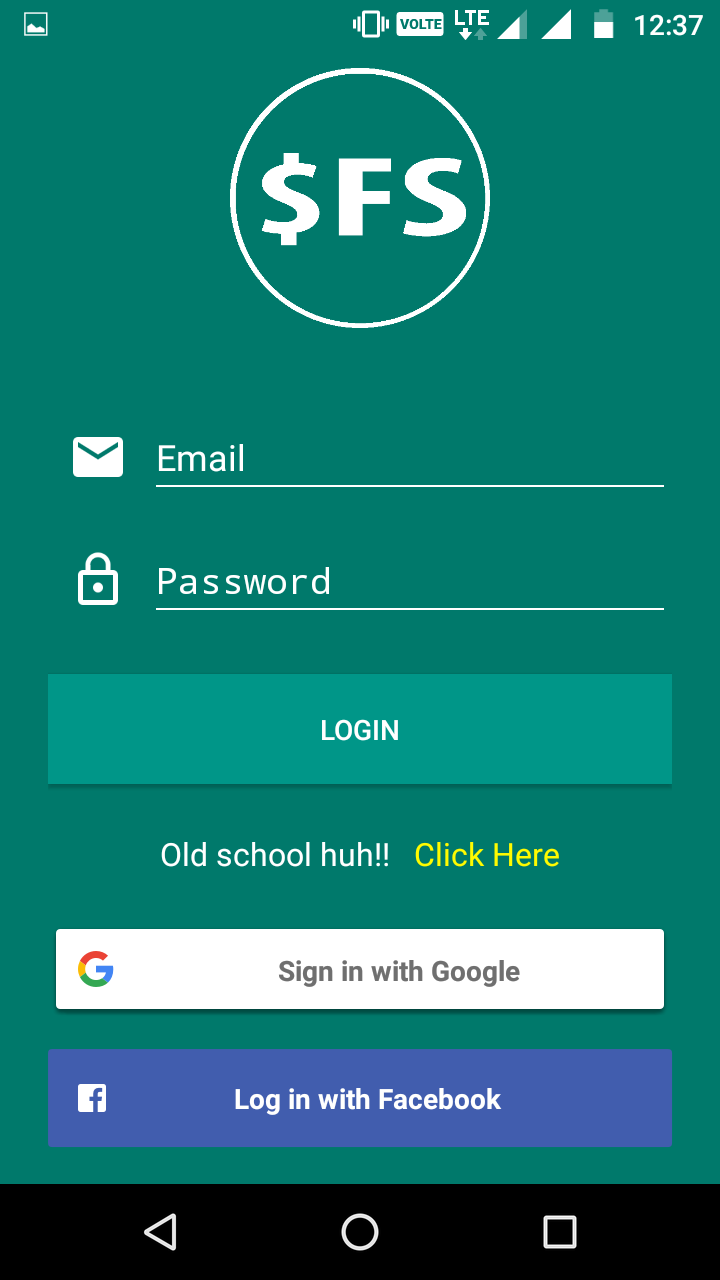 VOLTE LTE 12:37
$FS
Email
Password
LOGIN
Old school huh!! Click Here
Sign in with Google
Log in with Facebook